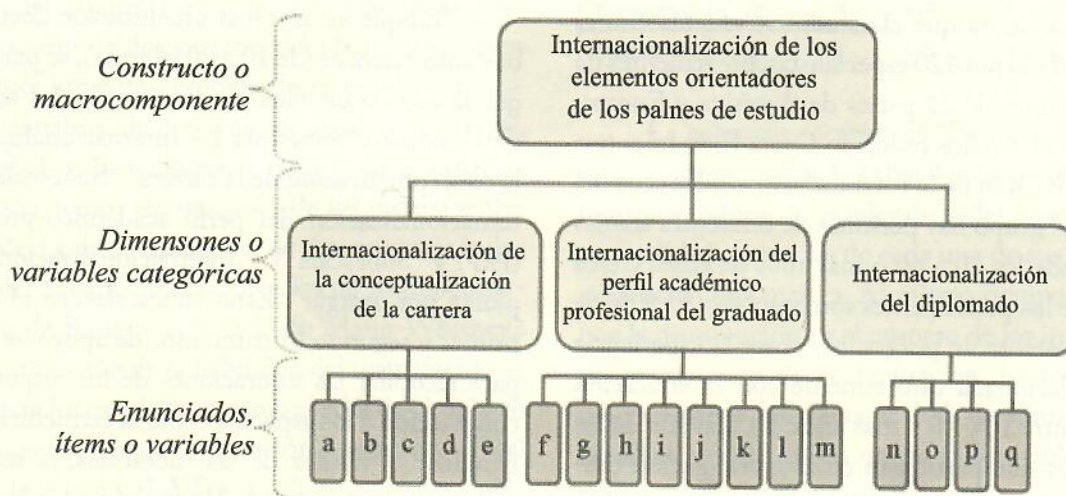 Constructo o
macrocomponente
Internacionalización de los
elementos orientadores
de los palnes de estudio
Dimensones o
variables categóricas
Internacionalización de
la conceptualización
de la carrera
Internacionalización del
perfil académico
profesional del graduado
Internacionalización
del diplomado
Enunciados,
ítems o variables
a b c d e f g h i j k l m n o p q